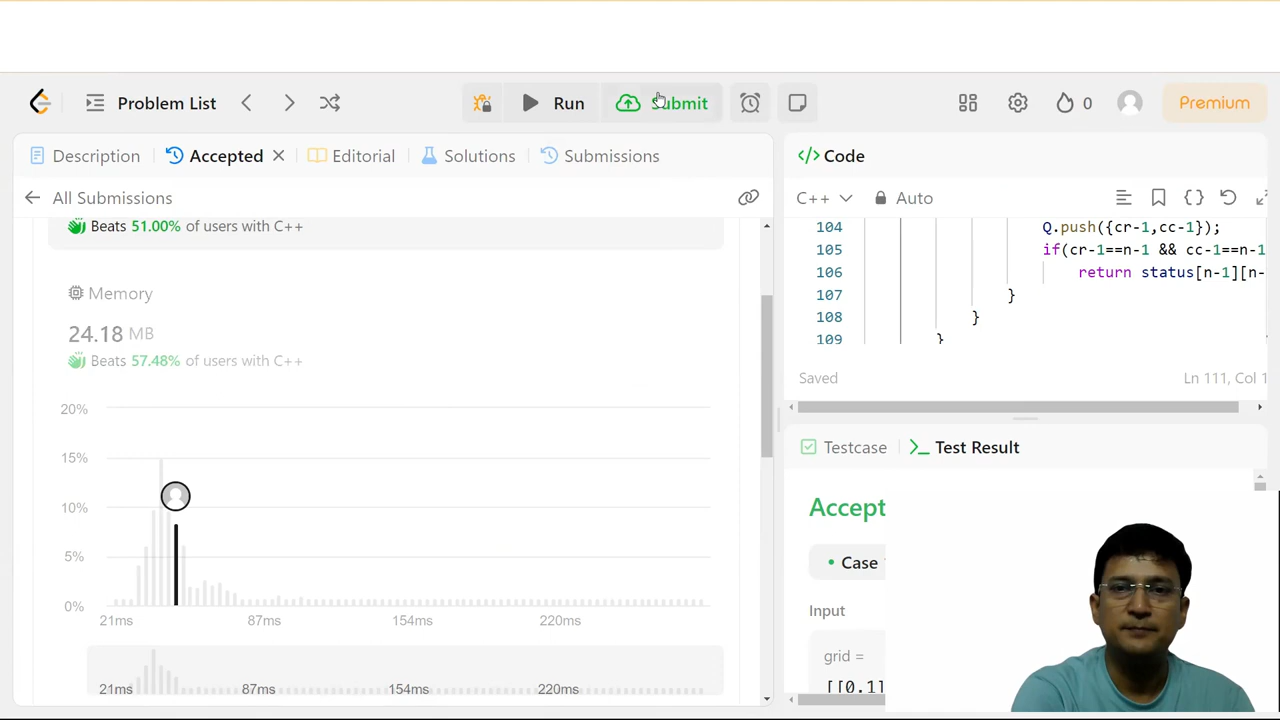 Problem List
Run
Submit
0
Premium
Description
Accepted
Editorial
Solutions
Submissions
All Submissions
Beats 51.00% of users with C++
Memory
24.18 MB
Beats 57.48% of users with C++
20%
15%
10%
5%
0%
21ms
87ms
154ms
220ms
21ms
87ms
154ms
220ms
</> Code
C++
Auto
104 Q.push({cr-1,cc-1});
105 if(cr-1==n-1 && cc-1==n-1
106 return status[n-1][n-
107 }
108 }
109 }
Saved
Ln 111, Col 1
Testcase
Test Result
Accept
Case
Input
grid =
[[0,1]